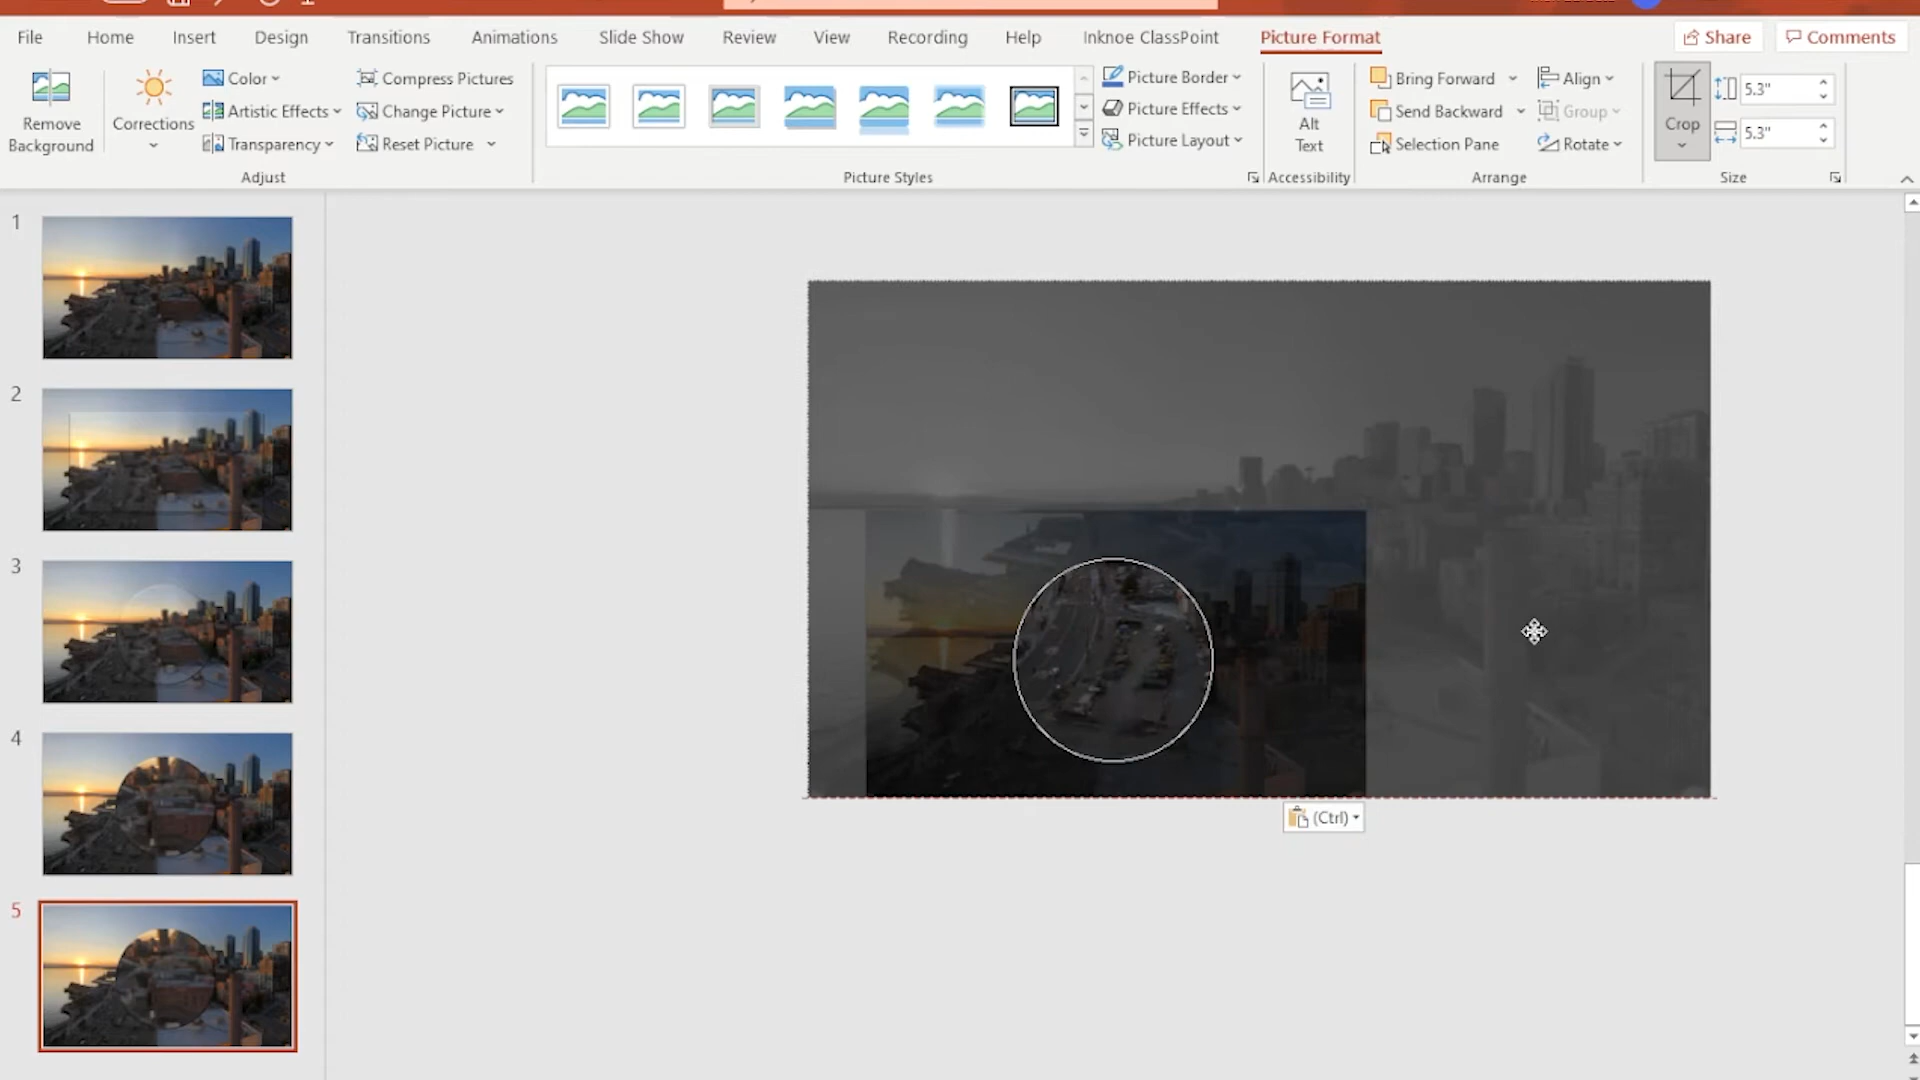 File Home Insert Design Transitions Animations Slide Show Review View Recording Help Inknoe ClassPoint Picture Format Share Comments
Remove Background
Corrections
Color
Artistic Effects
Transparency
Compress Pictures
Change Picture
Reset Picture
Adjust
Picture Styles
Picture Border
Picture Effects
Picture Layout
Alt Text
Accessibility
Bring Forward
Send Backward
Selection Pane
Align
Group
Rotate
Arrange
Crop
5.3"
5.3"
Size
1
2
3
4
5
(Ctrl)